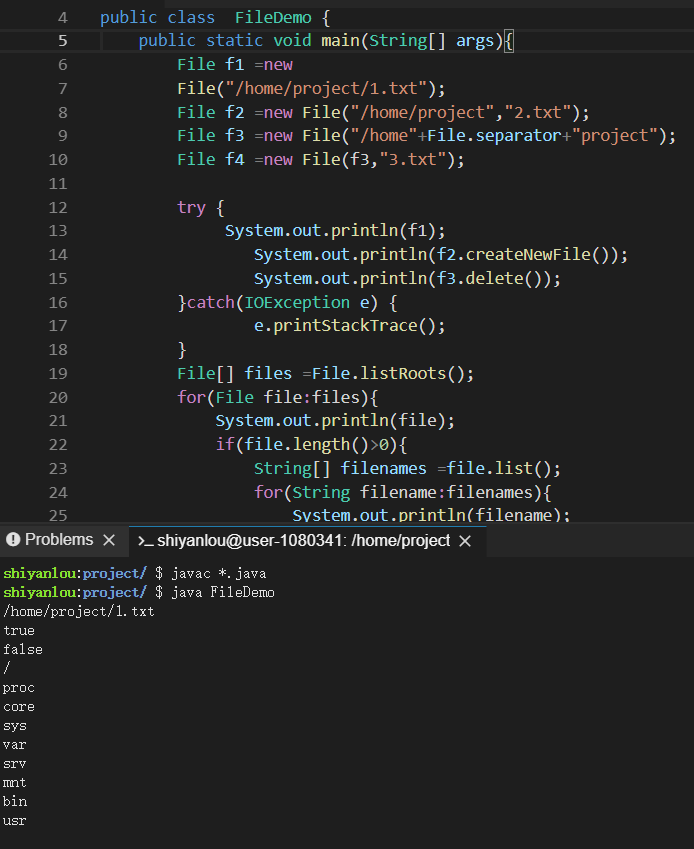 4 public class  FileDemo {
5 public static void main(String[] args){
6 File f1 =new
7 File("/home/project/1.txt");
8 File f2 =new File("/home/project","2.txt");
9 File f3 =new File("/home"+File.separator+"project");
10 File f4 =new File(f3,"3.txt");
11
12 try {
13 System.out.println(f1);
14 System.out.println(f2.createNewFile());
15 System.out.println(f3.delete());
16 }catch(IOException e) {
17 e.printStackTrace();
18 }
19 File[] files =File.listRoots();
20 for(File file:files){
21 System.out.println(file);
22 if(file.length()>0){
23 String[] filenames =file.list();
24 for(String filename:filenames){
25 System.out.println(filename);
Problems × >_ shiyanlou@user-1080341: /home/project ×
shiyanlou:project/ $ javac *.java
shiyanlou:project/ $ java FileDemo
/home/project/1.txt
true
false
/
proc
core
sys
var
srv
mnt
bin
usr